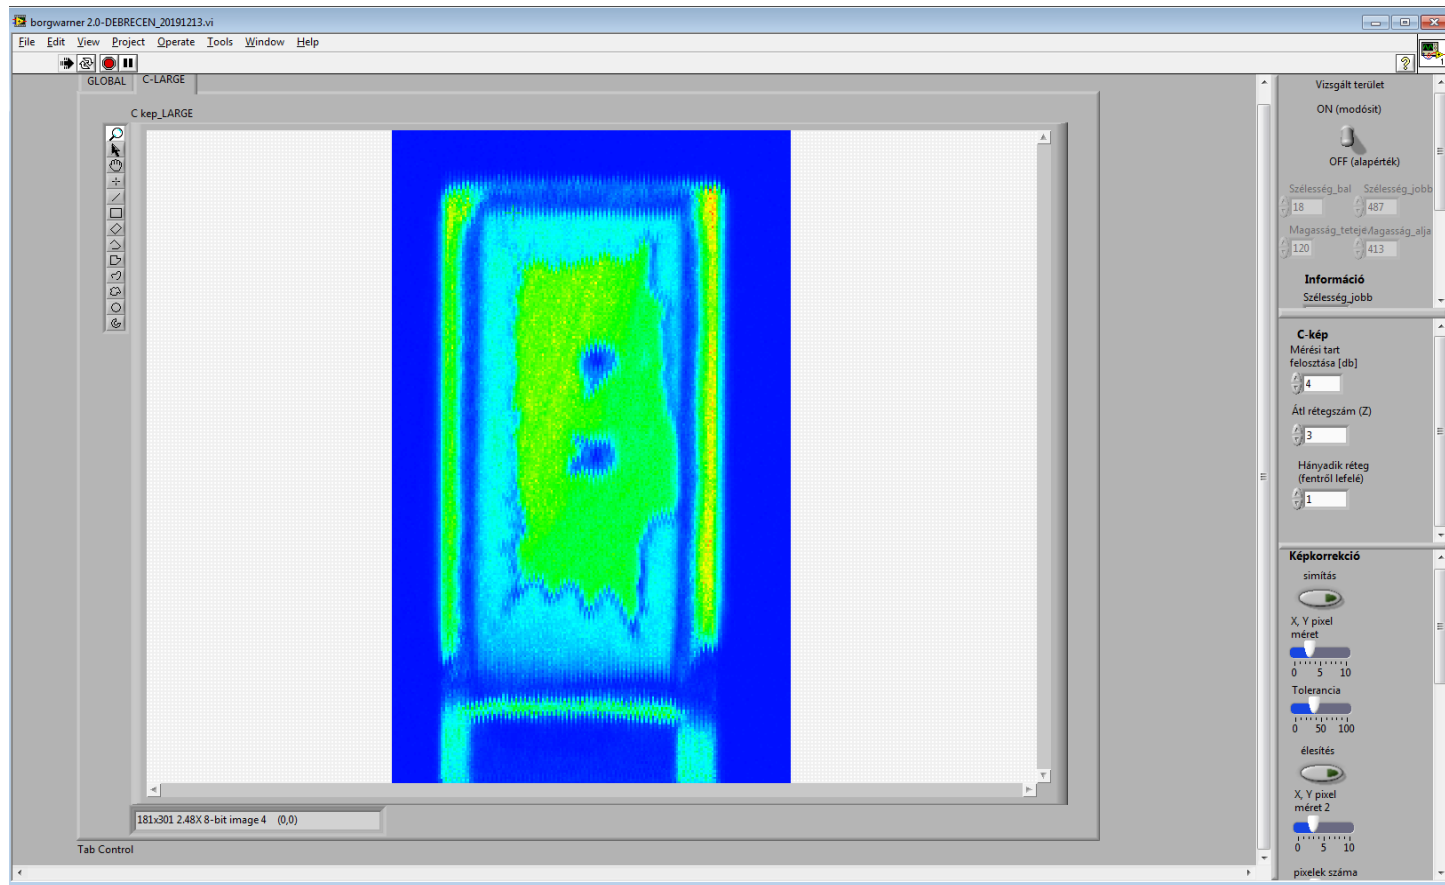 borgwarner 2.0-DEBRECEN_20191213.vi
File Edit View Project Operate Tools Window Help
GLOBAL C-LARGE
C kep_LARGE
181x301 2.48X 8-bit image 4 (0,0)
Tab Control
Vizsgált terület
ON (módosit)
OFF (alapérték)
Szélesség_bal Szélesség_jobb
18 487
Magasság_teteje Magasság_alja
120 413
Információ
Szélesség_jobb
C-kép
Mérési tart
felosztása [db]
4
Átl rétegszám (Z)
3
Hányadik réteg
(fentről lefelé)
1
Képkorrekció
simítás
X, Y pixel
méret
0 5 10
Tolerancia
0 50 100
élesítés
X, Y pixel
méret 2
0 5 10
pixelek száma